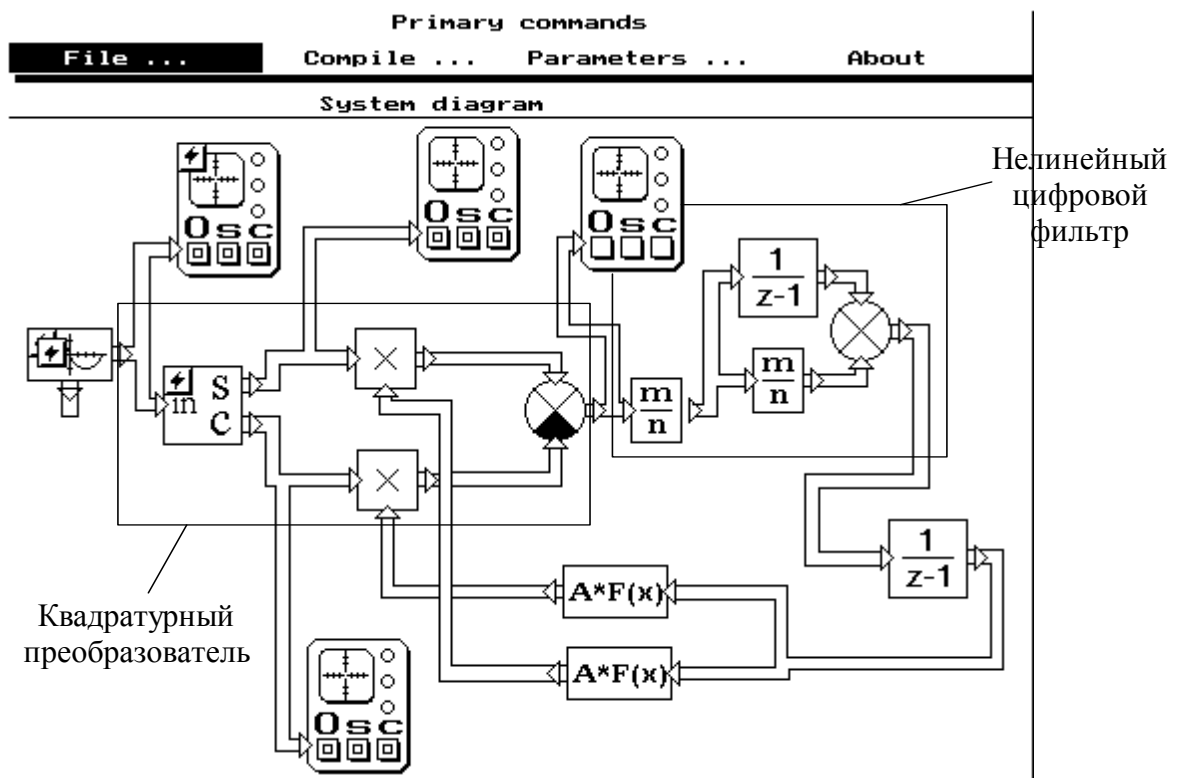 Primary commands
File ... Compile ... Parameters ... About
System diagram
Osc
Osc
Osc
Нелинейный
цифровой
фильтр
1
z-1
m
n
m
n
in S
C
×
×
1
z-1
A*F(x)
A*F(x)
Квадратурный
преобразователь
Osc